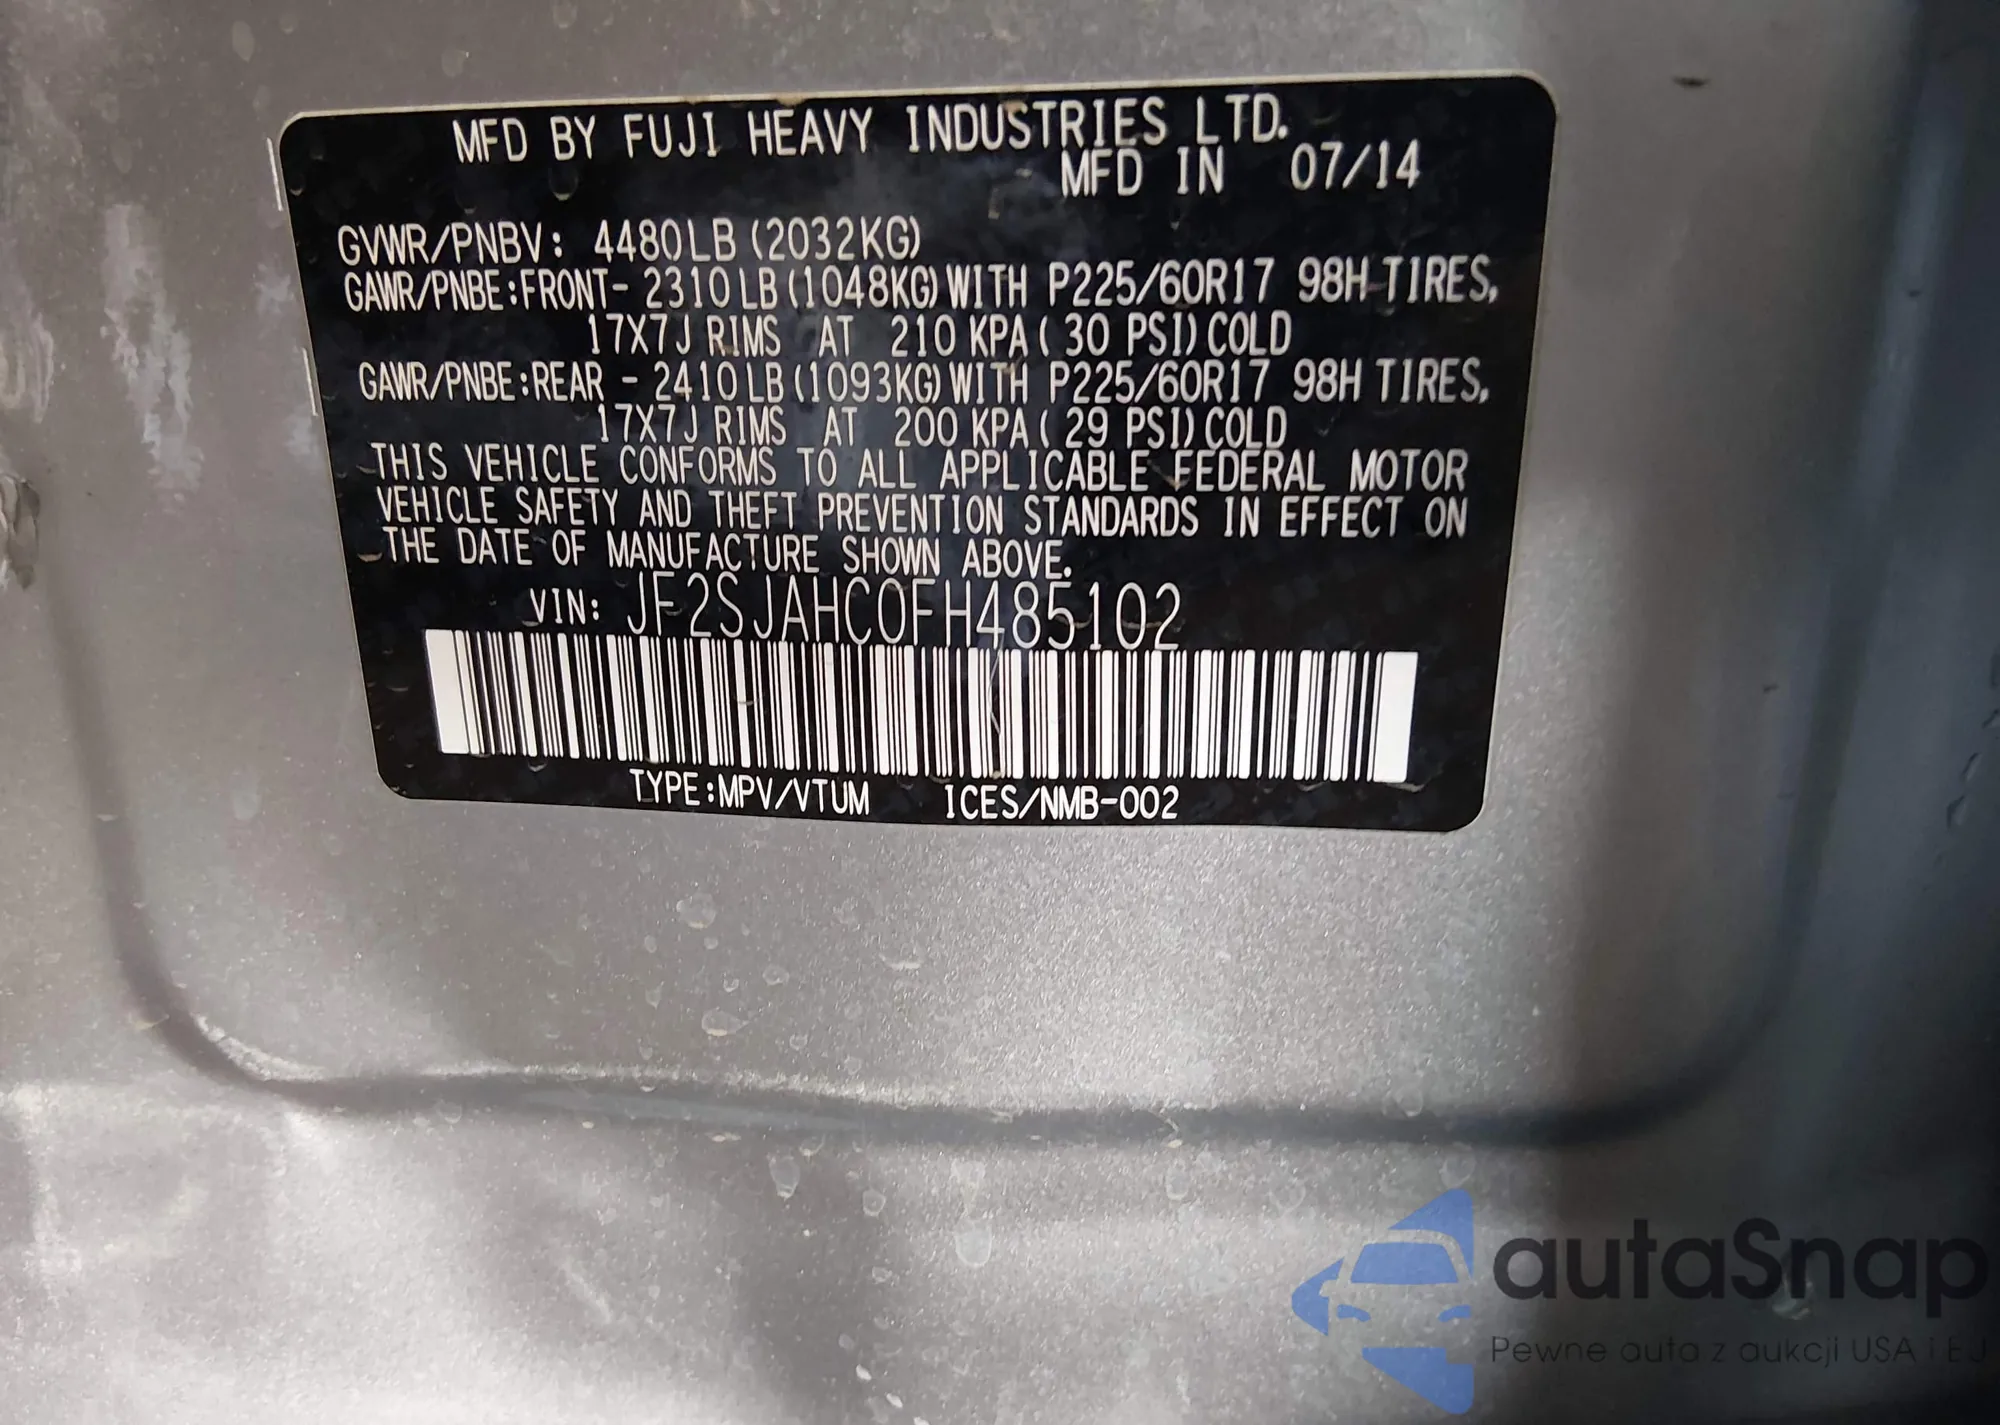 MFD BY FUJI HEAVY INDUSTRIES LTD.
MFD IN 07/14
GVWR/PNBV: 4480LB (2032KG)
GAWR/PNBE:FRONT- 2310LB (1048KG) WITH P225/60R17 98H TIRES,
17X7J RIMS AT 210 KPA ( 30 PSI) COLD
GAWR/PNBE:REAR - 2410LB (1093KG) WITH P225/60R17 98H TIRES,
17X7J RIMS AT 200 KPA ( 29 PSI) COLD
THIS VEHICLE CONFORMS TO ALL APPLICABLE FEDERAL MOTOR
VEHICLE SAFETY AND THEFT PREVENTION STANDARDS IN EFFECT ON
THE DATE OF MANUFACTURE SHOWN ABOVE.
VIN: JF2SJAHC0FH485102
TYPE:MPV/VTUM ICES/NMB-002
autaSnap
Pewne auta z aukcji USA i EJ